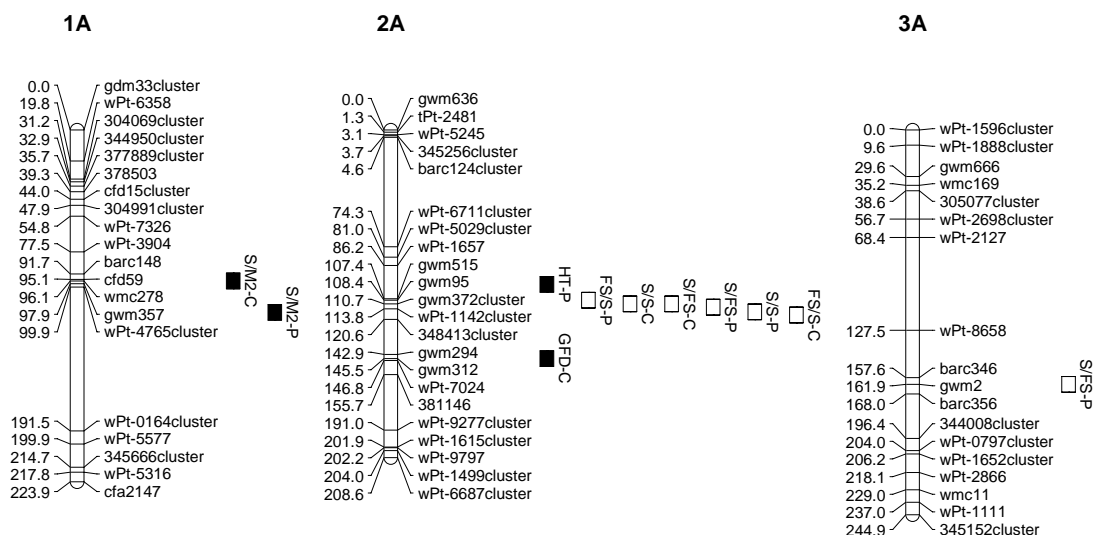 1A
0.0 gdm33cluster
19.8 wPt-6358
31.2 304069cluster
32.9 344950cluster
35.7 377889cluster
39.3 378503
44.0 cfd15cluster
47.9 304991cluster
54.8 wPt-7326
77.5 wPt-3904
91.7 barc148
95.1 cfd59
96.1 wmc278
97.9 gwm357
99.9 wPt-4765cluster
191.5 wPt-0164cluster
199.9 wPt-5577
214.7 345666cluster
217.8 wPt-5316
223.9 cfa2147
S/M2-C
S/M2-P
2A
0.0 gwm636
1.3 tPt-2481
3.1 wPt-5245
3.7 345256cluster
4.6 barc124cluster
74.3 wPt-6711cluster
81.0 wPt-5029cluster
86.2 wPt-1657
107.4 gwm515
108.4 gwm95
110.7 gwm372cluster
113.8 wPt-1142cluster
120.6 348413cluster
142.9 gwm294
145.5 gwm312
146.8 wPt-7024
155.7 381146
191.0 wPt-9277cluster
201.9 wPt-1615cluster
202.2 wPt-9797
204.0 wPt-1499cluster
208.6 wPt-6687cluster
HT-P
GFD-C
FS/S-P
S/S-C
S/FS-C
S/FS-P
S/S-P
FS/S-C
3A
0.0 wPt-1596cluster
9.6 wPt-1888cluster
29.6 gwm666
35.2 wmc169
38.6 305077cluster
56.7 wPt-2698cluster
68.4 wPt-2127
127.5 wPt-8658
157.6 barc346
161.9 gwm2
168.0 barc356
196.4 344008cluster
204.0 wPt-0797cluster
206.2 wPt-1652cluster
218.1 wPt-2866
229.0 wmc11
237.0 wPt-1111
244.9 345152cluster
S/FS-P